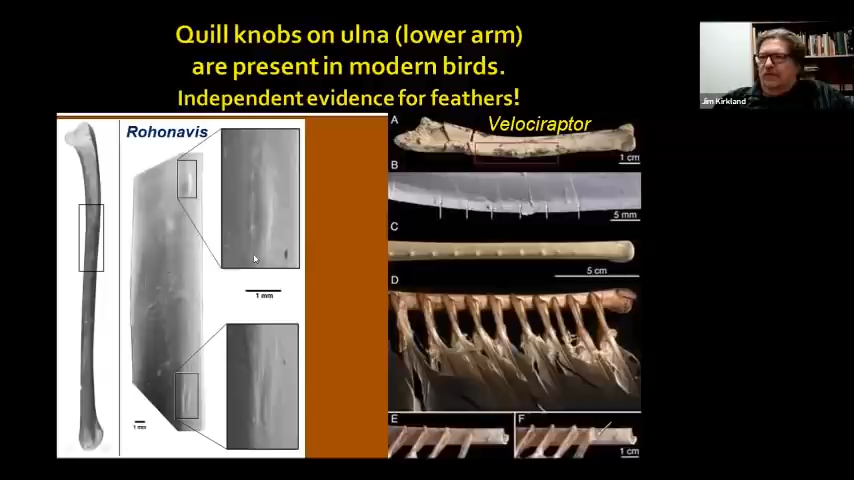 Quill knobs on ulna (lower arm)
are present in modern birds.
Independent evidence for feathers!
Jim Kirkland
Rohonavis
1 mm
1 mm
A
Velociraptor
1 cm
B
5 mm
C
5 cm
D
E
F
1 cm